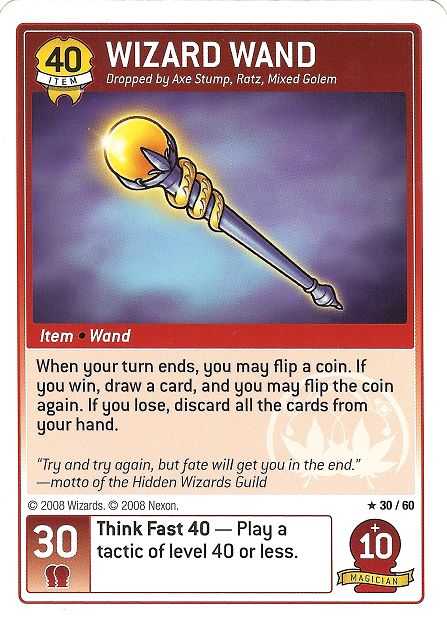 40
ITEM
WIZARD WAND
Dropped by Axe Stump, Ratz, Mixed Golem
Item • Wand
When your turn ends, you may flip a coin. If
you win, draw a card, and you may flip the coin
again. If you lose, discard all the cards from
your hand.
“Try and try again, but fate will get you in the end.”
—motto of the Hidden Wizards Guild
© 2008 Wizards. © 2008 Nexon.
★ 30 / 60
30
Think Fast 40 — Play a
tactic of level 40 or less.
+
10
MAGICIAN